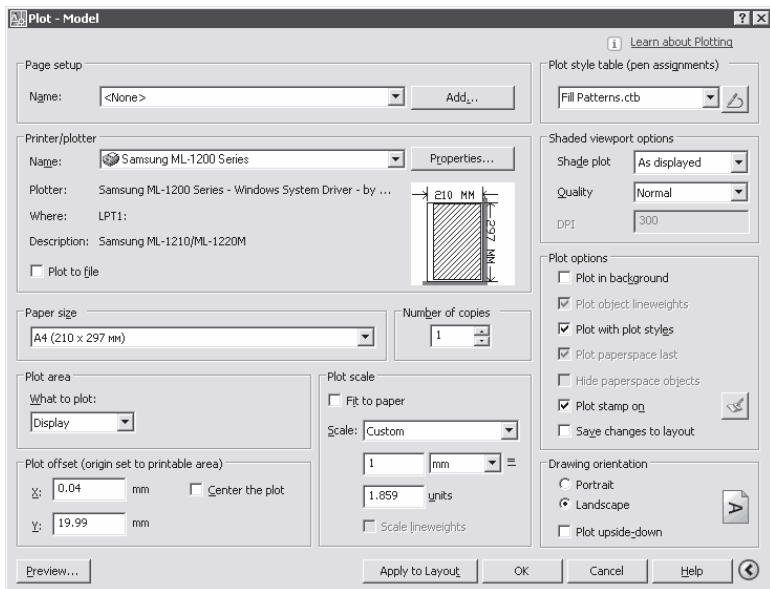 Plot - Model
Learn about Plotting
Page setup
Name: <None> Add...
Plot style table (pen assignments)
Fill Patterns.ctb
Printer/plotter
Name: Samsung ML-1200 Series Properties...
Plotter: Samsung ML-1200 Series - Windows System Driver - by ...
Where: LPT1:
Description: Samsung ML-1210/ML-1220M
Plot to file
210 MM
297 MM
Shaded viewport options
Shade plot As displayed
Quality Normal
DPI 300
Paper size
A4 (210 x 297 мм)
Number of copies
1
Plot options
Plot in background
Plot object lineweights
Plot with plot styles
Plot paperspace last
Hide paperspace objects
Plot stamp on
Save changes to layout
Plot area
What to plot:
Display
Plot scale
Fit to paper
Scale: Custom
1 mm =
1.859 units
Scale lineweights
Plot offset (origin set to printable area)
X: 0.04 mm Center the plot
Y: 19.99 mm
Drawing orientation
Portrait
Landscape
Plot upside-down
A
Preview... Apply to Layout OK Cancel Help